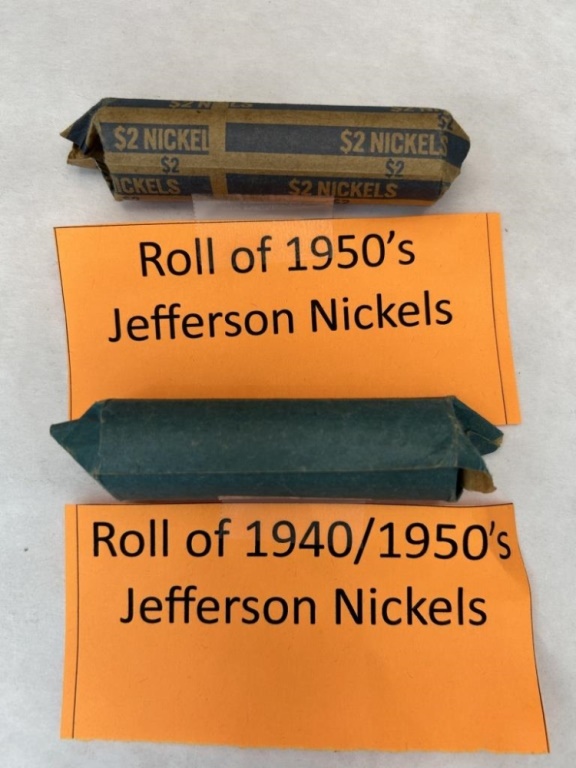 $2 NICKEL $2 NICKELS
$2 $2
ICKELS $2 NICKELS
Roll of 1950's
Jefferson Nickels
Roll of 1940/1950's
Jefferson Nickels